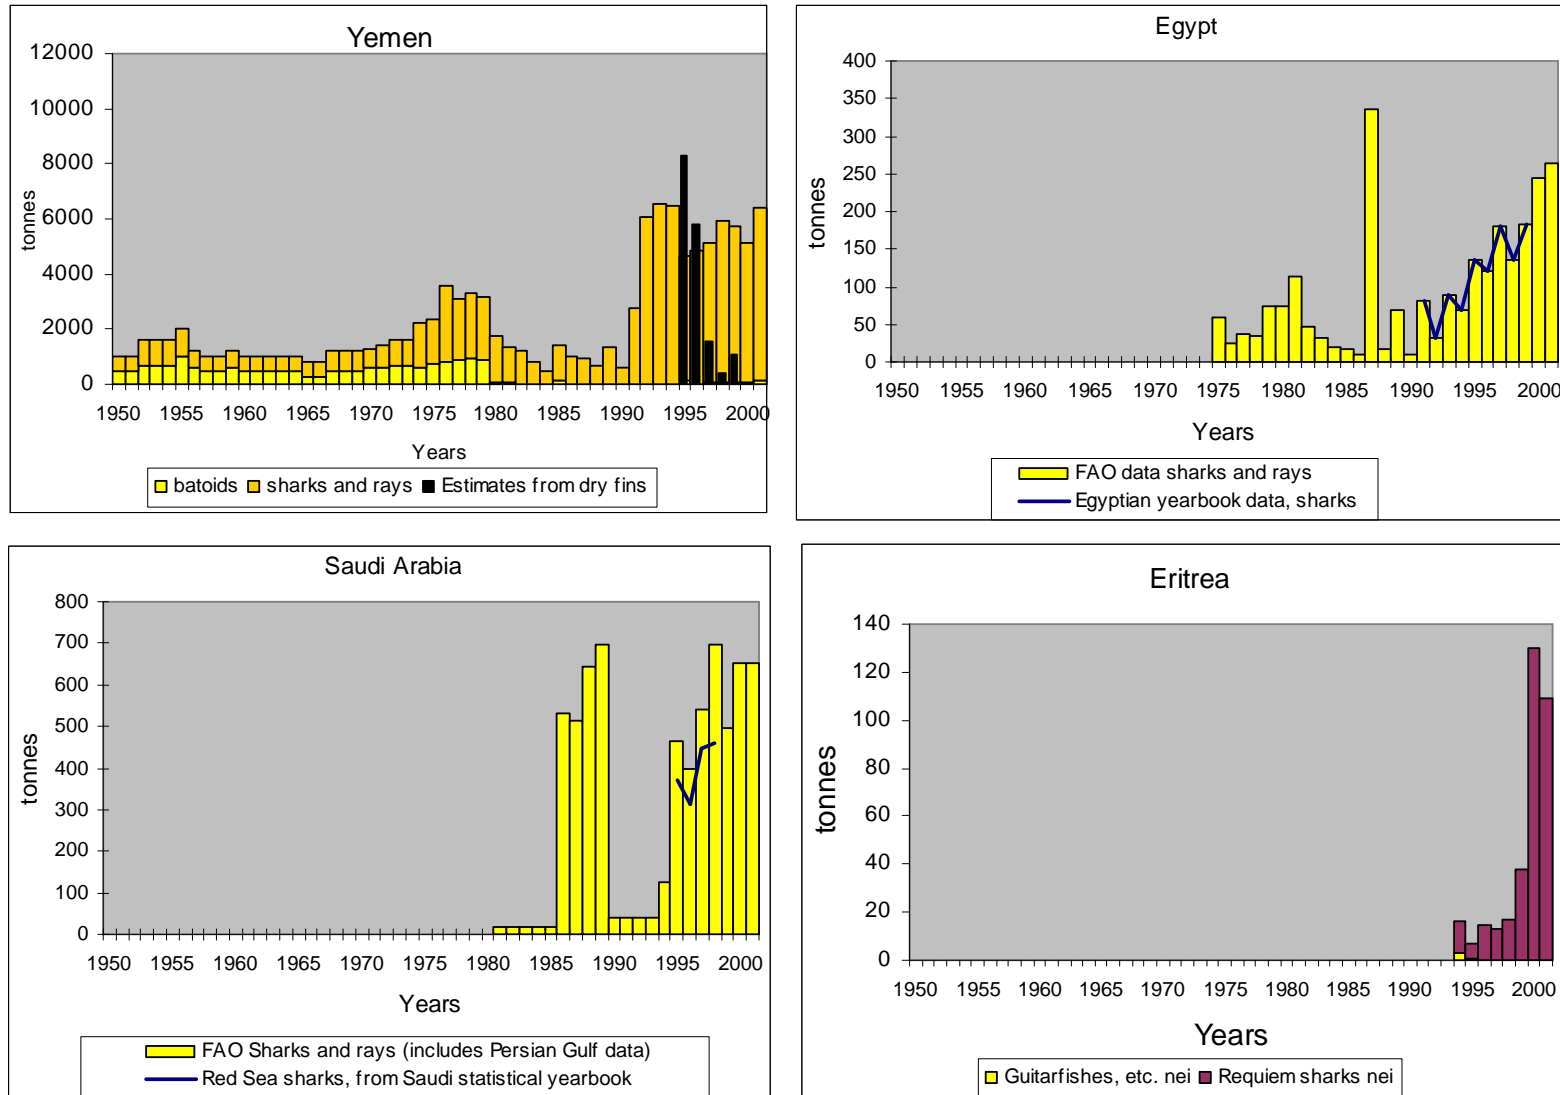 Yemen
12000
10000
8000
6000
4000
2000
0
tonnes
1950 1955 1960 1965 1970 1975 1980 1985 1990 1995 2000
Years
batoids sharks and rays Estimates from dry fins
Egypt
400
350
300
250
200
150
100
50
0
tonnes
1950 1955 1960 1965 1970 1975 1980 1985 1990 1995 2000
Years
FAO data sharks and rays
Egyptian yearbook data, sharks
Saudi Arabia
800
700
600
500
400
300
200
100
0
tonnes
1950 1955 1960 1965 1970 1975 1980 1985 1990 1995 2000
Years
FAO Sharks and rays (includes Persian Gulf data)
Red Sea sharks, from Saudi statistical yearbook
Eritrea
140
120
100
80
60
40
20
0
tonnes
1950 1955 1960 1965 1970 1975 1980 1985 1990 1995 2000
Years
Guitarfishes, etc. nei Requiem sharks nei